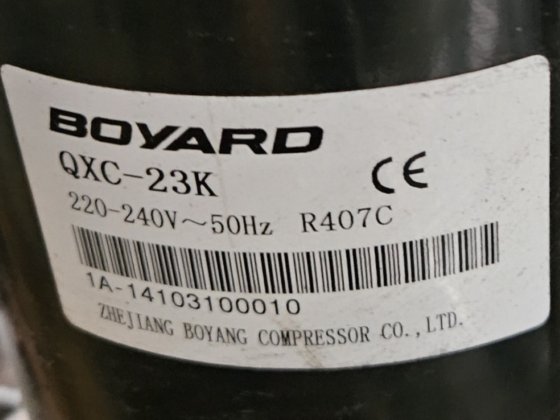 BOYARD
QXC-23K
CE
220-240V~50Hz R407C
1A-14103100010
ZHEJIANG BOYANG COMPRESSOR CO.,LTD.